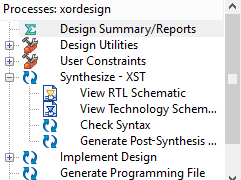 Processes: xordesign
Design Summary/Reports
Design Utilities
User Constraints
Synthesize - XST
View RTL Schematic
View Technology Schem...
Check Syntax
Generate Post-Synthesis ...
Implement Design
Generate Programming File